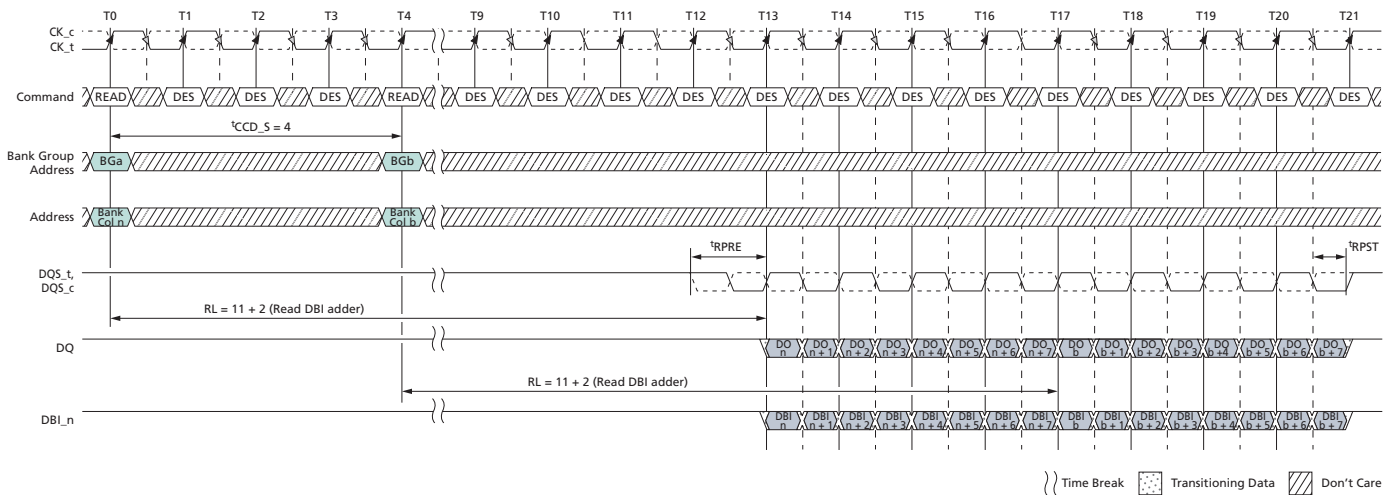 T0 T1 T2 T3 T4 T9 T10 T11 T12 T13 T14 T15 T16 T17 T18 T19 T20 T21
CK_c
CK_t
Command READ DES DES DES READ DES DES DES DES DES DES DES DES DES DES DES DES DES
tCCD_S = 4
Bank Group
Address
BGa BGb
Address
Bank
Col n
Bank
Col b
tRPRE tRPST
DQS_t,
DQS_c
RL = 11 + 2 (Read DBI adder)
DQ
DO DO DO DO DO DO DO DO DO DO DO DO DO DO DO DO
n n + 1 n + 2 n + 3 n + 4 n + 5 n + 6 n + 7 b b + 1 b + 2 b + 3 b + 4 b + 5 b + 6 b + 7
RL = 11 + 2 (Read DBI adder)
DBI_n
DBI DBI DBI DBI DBI DBI DBI DBI DBI DBI DBI DBI DBI DBI DBI DBI
n n + 1 n + 2 n + 3 n + 4 n + 5 n + 6 n + 7 b b + 1 b + 2 b + 3 b + 4 b + 5 b + 6 b + 7
Time Break Transitioning Data Don't Care